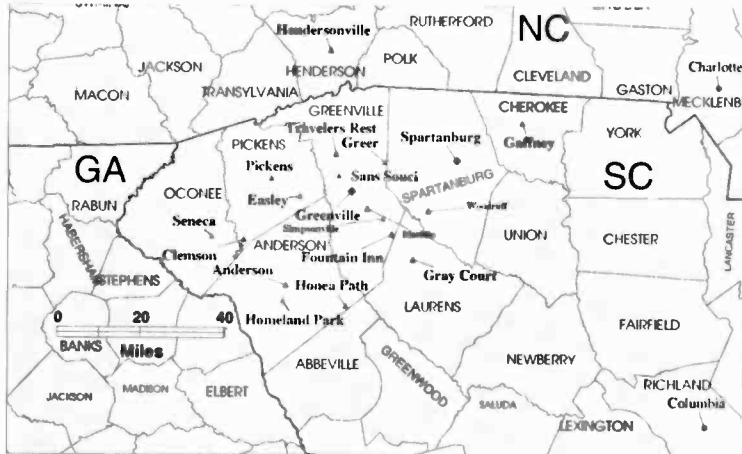 RUTHERFORD
NC
Hendersonville
JACKSON
HENDERSON
POLK
CLEVELAND
GASTON
Charlotte
MACON
TRANSYLVANIA
MECKLENB
GREENVILLE
CHEROKEE
YORK
PICKENS
Travelers Rest
Greer
Spartanburg
Gaffney
GA
Pickens
Sans Souci
SC
RABUN
OCONEE
Easley
SPARTANBURG
Woodruff
HABERSHAM
Seneca
Greenville
Simpsonville
UNION
CHESTER
LANCASTER
Clemson
ANDERSON
Fountain Inn
STEPHENS
Anderson
Gray Court
Honea Path
LAURENS
0 20 40
Miles
Homeland Park
FAIRFIELD
BANKS
ABBEVILLE
GREENWOOD
NEWBERRY
JACKSON
MADISON
ELBERT
RICHLAND
SALUDA
Columbia
LEXINGTON